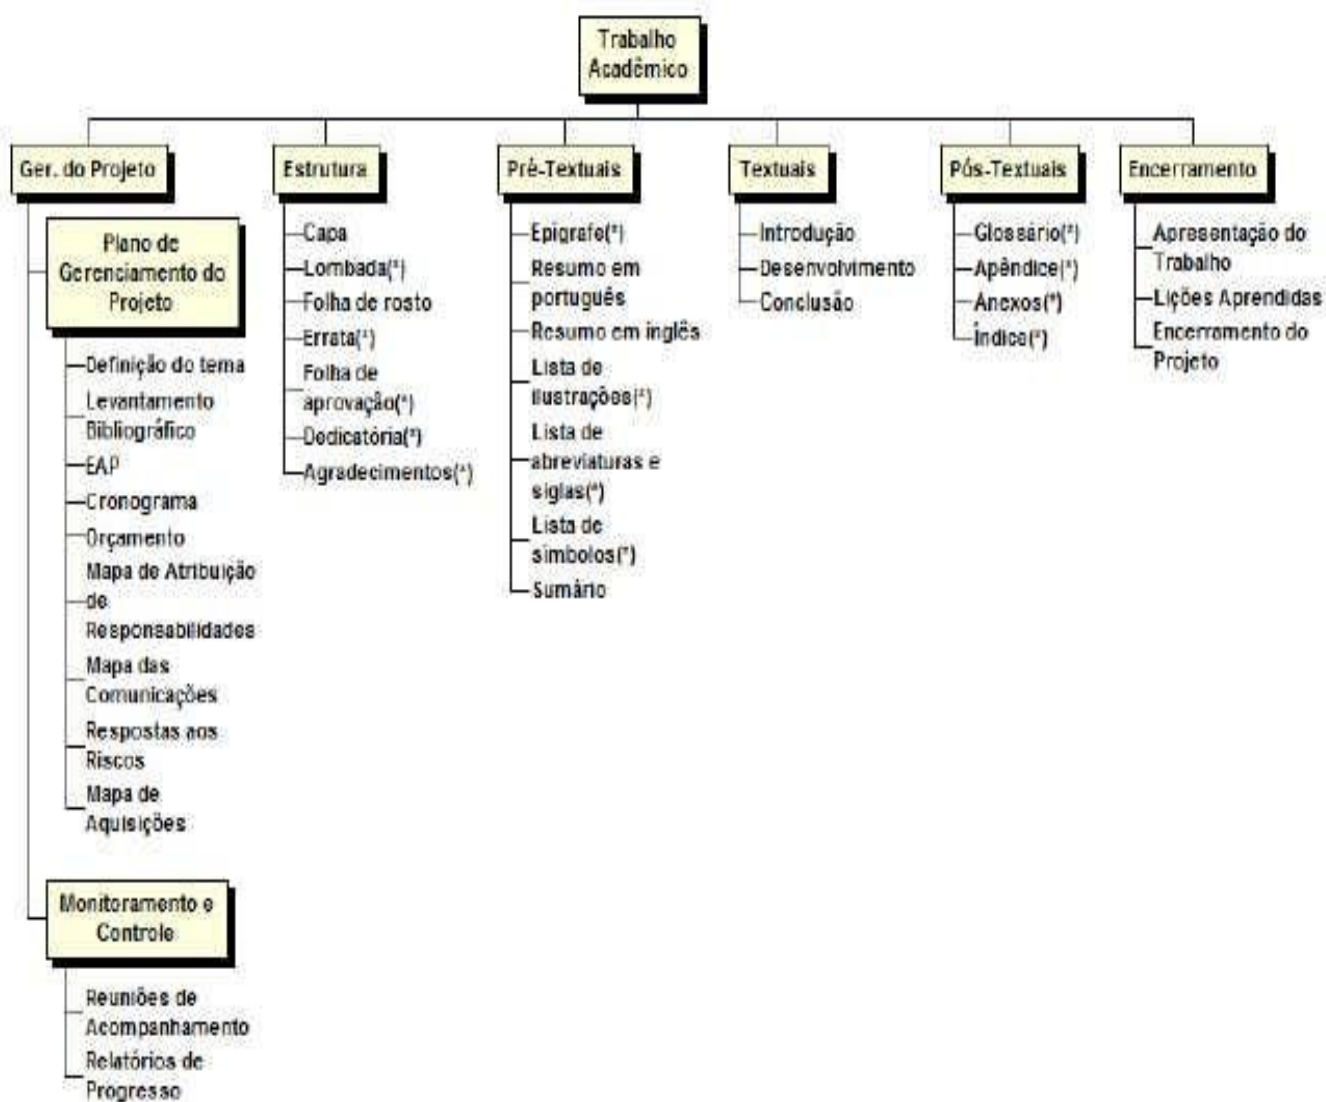 Trabalho
Acadêmico
Ger. do Projeto
Plano de
Gerenciamento do
Projeto
Definição do tema
Levantamento
Bibliográfico
EAP
Cronograma
Orçamento
Mapa de Atribuição
de
Responsabilidades
Mapa das
Comunicações
Respostas aos
Riscos
Mapa de
Aquisições
Monitoramento e
Controle
Reuniões de
Acompanhamento
Relatórios de
Progresso
Estrutura
Capa
Lombada(*)
Folha de rosto
Errata(*)
Folha de
aprovação(*)
Dedicatória(*)
Agradecimentos(*)
Pré-Textuais
Epígrafe(*)
Resumo em
português
Resumo em inglês
Lista de
ilustrações(*)
Lista de
abreviaturas e
siglas(*)
Lista de
símbolos(*)
Sumário
Textuais
Introdução
Desenvolvimento
Conclusão
Pós-Textuais
Glossário(*)
Apêndice(*)
Anexos(*)
Índice(*)
Encerramento
Apresentação do
Trabalho
Lições Aprendidas
Encerramento do
Projeto